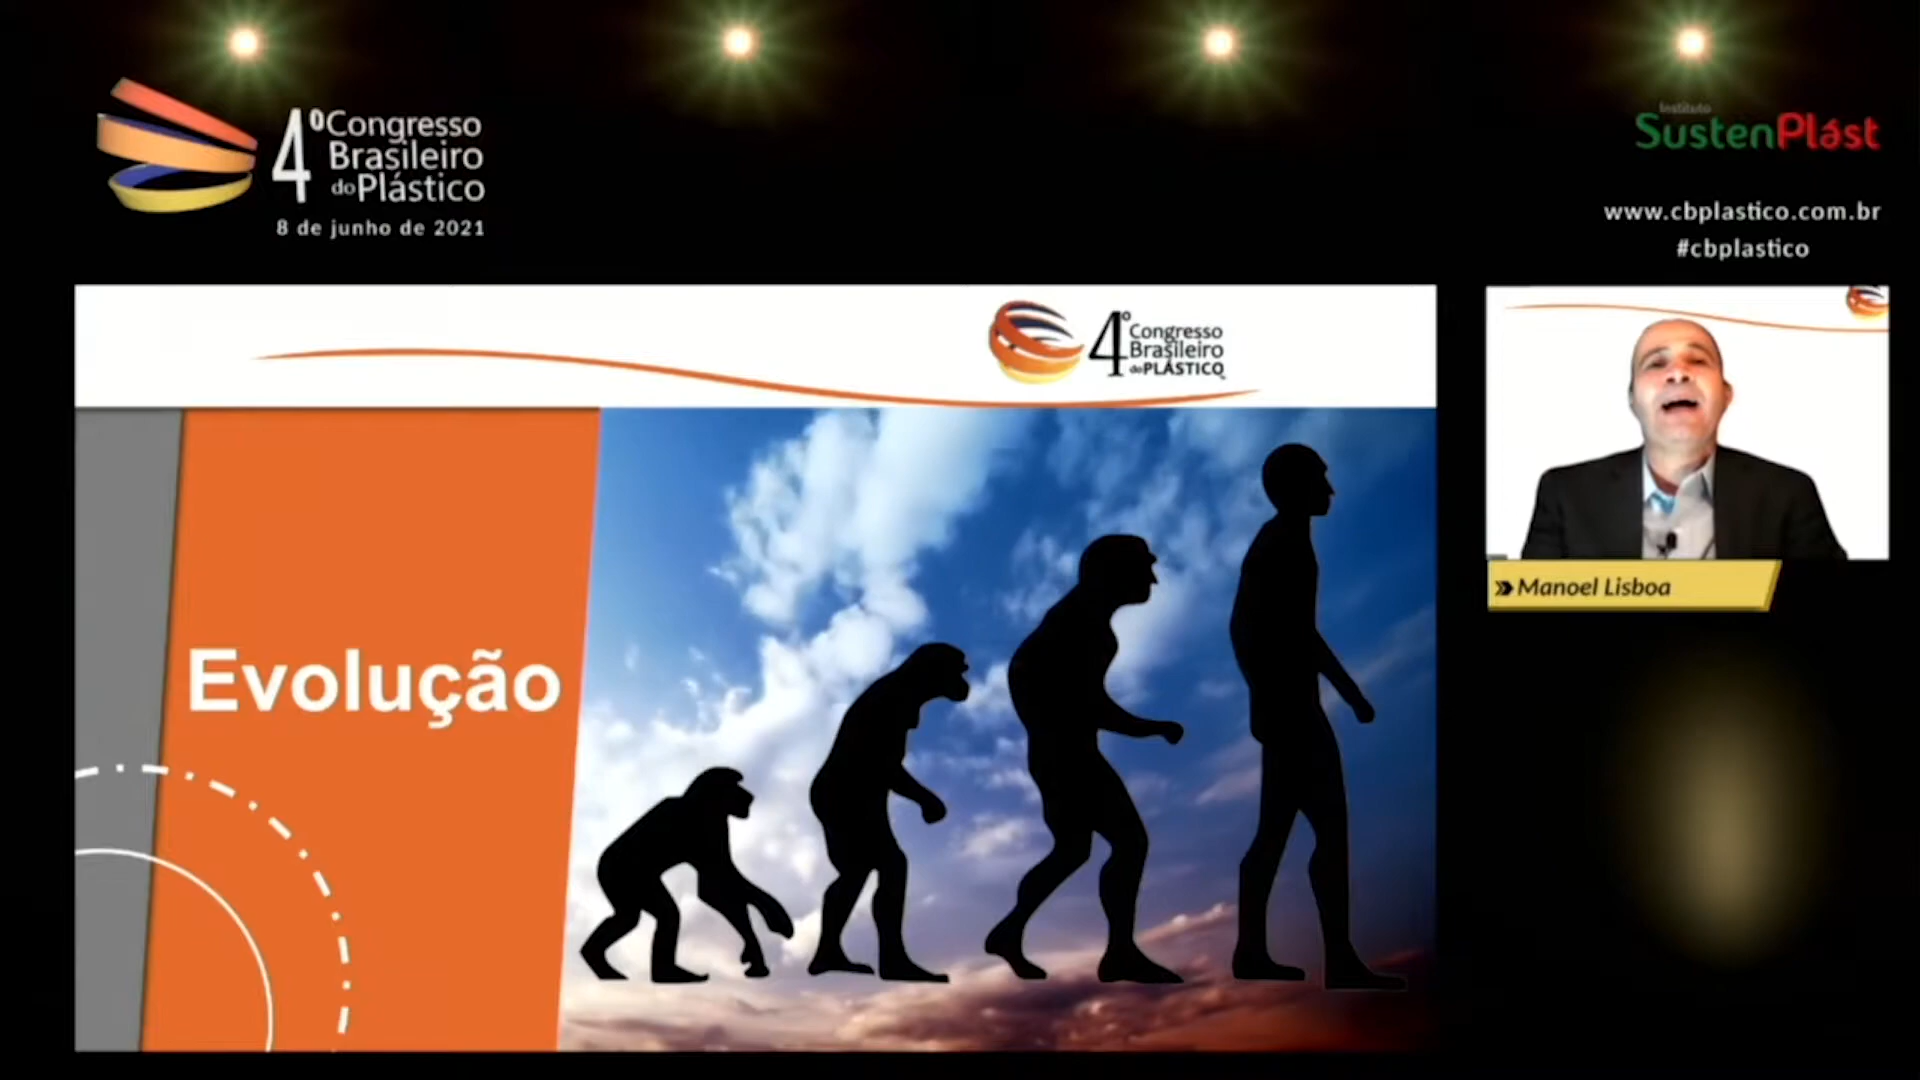 4º Congresso
Brasileiro
do Plástico
8 de junho de 2021
Instituto
SustenPlást
www.cbplastico.com.br
#cbplastico
4º Congresso
Brasileiro
do PLÁSTICO
Evolução
Manoel Lisboa